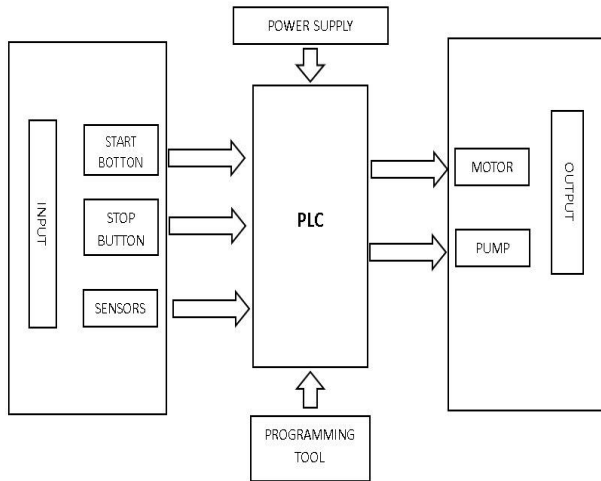 POWER SUPPLY
INPUT
START
BOTTON
STOP
BUTTON
SENSORS
PLC
MOTOR
PUMP
OUTPUT
PROGRAMMING
TOOL